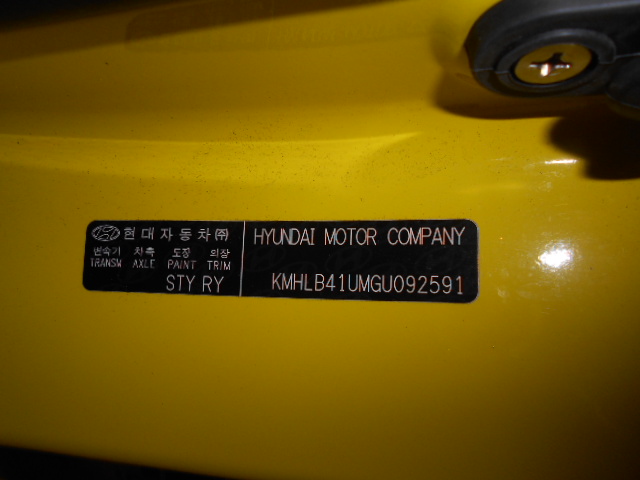 현대자동차㈜
변속기 차축 도장 의장
TRANSM AXLE PAINT TRIM
STY RY
HYUNDAI MOTOR COMPANY
KMHLB41UMGU092591